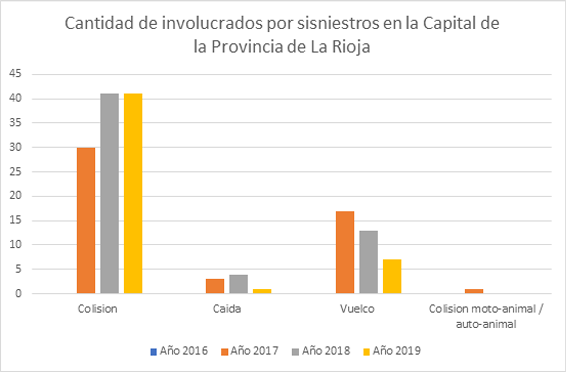 Cantidad de involucrados por sisniestros en la Capital de
la Provincia de La Rioja
45
40
35
30
25
20
15
10
5
0
Colision
Caida
Vuelco
Colision moto-animal /
auto-animal
Año 2016
Año 2017
Año 2018
Año 2019